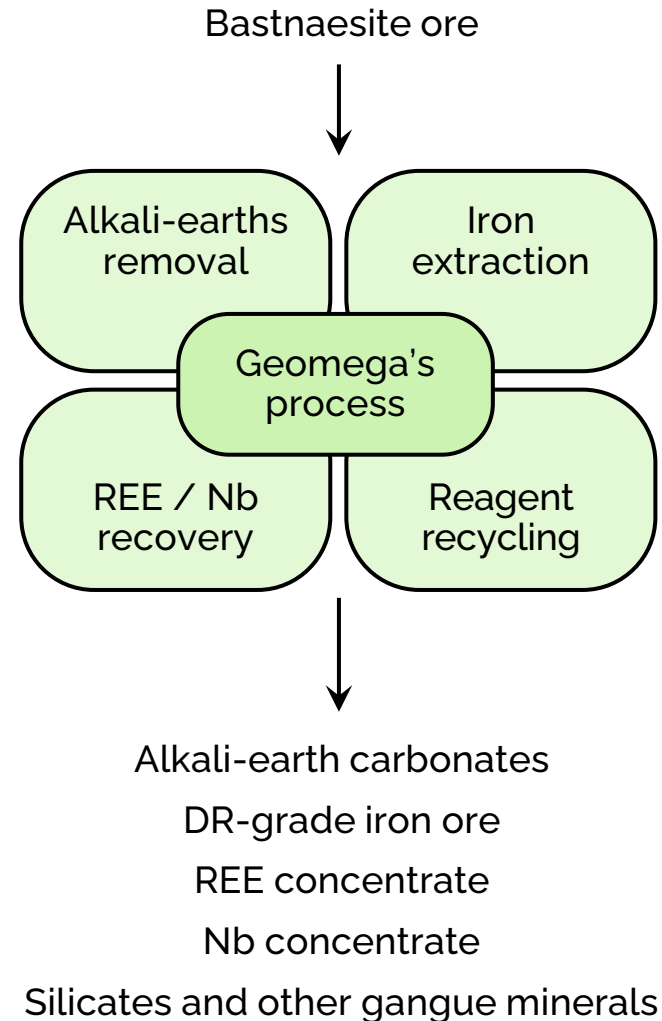 Bastnaesite ore
Alkali-earths
removal
Iron
extraction
Geomega’s
process
REE / Nb
recovery
Reagent
recycling
Alkali-earth carbonates
DR-grade iron ore
REE concentrate
Nb concentrate
Silicates and other gangue minerals